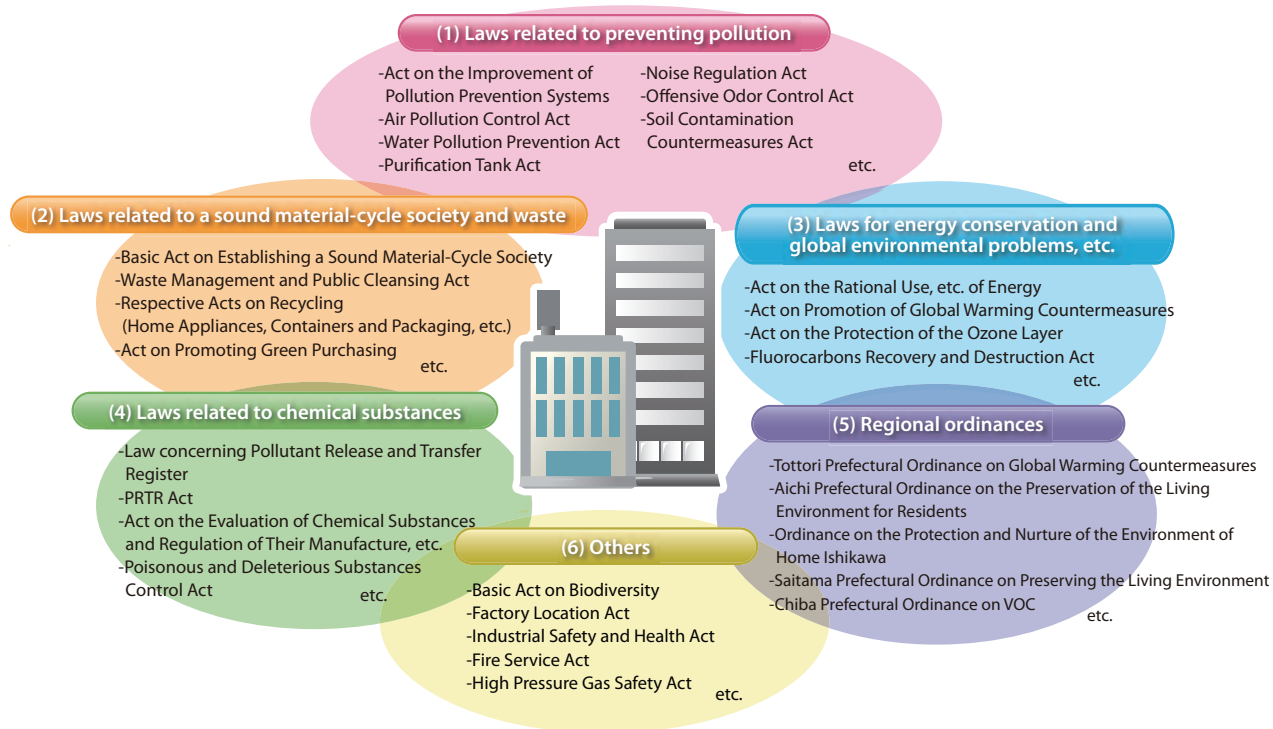 (1) Laws related to preventing pollution
-Act on the Improvement of
Pollution Prevention Systems
-Air Pollution Control Act
-Water Pollution Prevention Act
-Purification Tank Act
-Noise Regulation Act
-Offensive Odor Control Act
-Soil Contamination
Countermeasures Act
etc.
(2) Laws related to a sound material-cycle society and waste
-Basic Act on Establishing a Sound Material-Cycle Society
-Waste Management and Public Cleansing Act
-Respective Acts on Recycling
(Home Appliances, Containers and Packaging, etc.)
-Act on Promoting Green Purchasing
etc.
(3) Laws for energy conservation and
global environmental problems, etc.
-Act on the Rational Use, etc. of Energy
-Act on Promotion of Global Warming Countermeasures
-Act on the Protection of the Ozone Layer
-Fluorocarbons Recovery and Destruction Act
etc.
(4) Laws related to chemical substances
-Law concerning Pollutant Release and Transfer
Register
-PRTR Act
-Act on the Evaluation of Chemical Substances
and Regulation of Their Manufacture, etc.
-Poisonous and Deleterious Substances
Control Act
etc.
(5) Regional ordinances
-Tottori Prefectural Ordinance on Global Warming Countermeasures
-Aichi Prefectural Ordinance on the Preservation of the Living
Environment for Residents
-Ordinance on the Protection and Nurture of the Environment of
Home Ishikawa
-Saitama Prefectural Ordinance on Preserving the Living Environment
-Chiba Prefectural Ordinance on VOC
etc.
(6) Others
-Basic Act on Biodiversity
-Factory Location Act
-Industrial Safety and Health Act
-Fire Service Act
-High Pressure Gas Safety Act
etc.